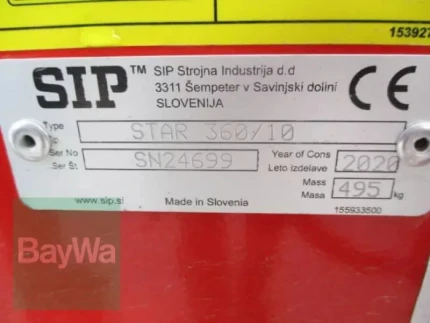 153927
SIP™ SIP Strojna Industrija d.d
3311 Šempeter v Savinjski dolini
SLOVENIJA
CE
Type
STAR 360/10
Ser No
Ser Št.
SN24699
Year of Cons
Leto izdelave
2020
Mass
Masa
495 kg
www.sip.si
Made in Slovenia
155933500
BayWa